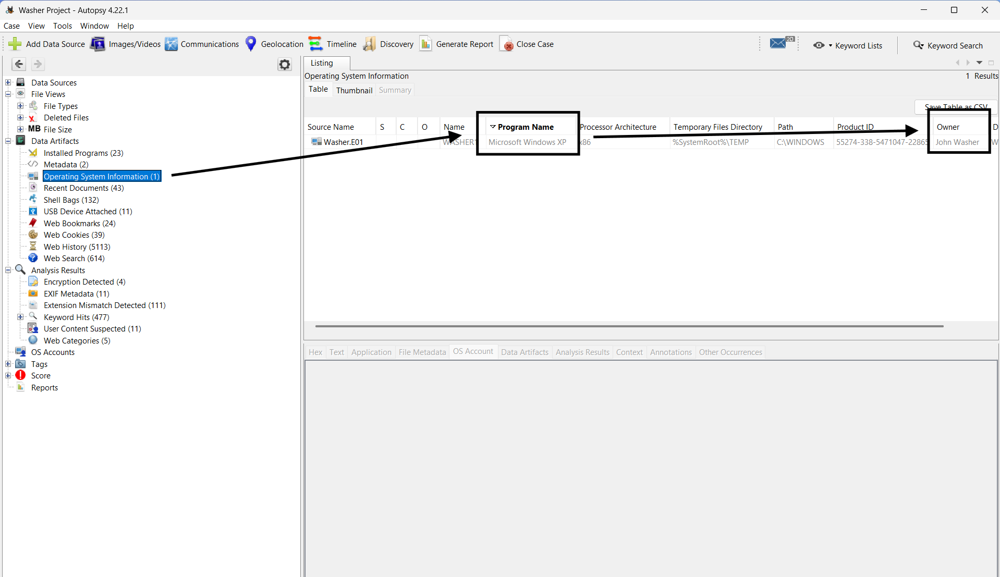 Washer Project - Autopsy 4.22.1
Case View Tools Window Help
Add Data Source Images/Videos Communications Geolocation Timeline Discovery Generate Report Close Case 20 Keyword Lists Keyword Search
Data Sources
File Views
File Types
Deleted Files
MB File Size
Data Artifacts
Installed Programs (23)
Metadata (2)
Operating System Information (1)
Recent Documents (43)
Shell Bags (132)
USB Device Attached (11)
Web Bookmarks (24)
Web Cookies (39)
Web History (5113)
Web Search (614)
Analysis Results
Encryption Detected (4)
EXIF Metadata (11)
Extension Mismatch Detected (111)
Keyword Hits (477)
User Content Suspected (11)
Web Categories (5)
OS Accounts
Tags
Score
Reports
Listing
Operating System Information 1 Results
Table Thumbnail Summary
Save Table as CSV
Source Name S C O Name Program Name Processor Architecture Temporary Files Directory Path Product ID Owner D
Washer.E01 WASHER1 Microsoft Windows XP x86 %SystemRoot%\TEMP C:\WINDOWS 55274-338-5471047-22865 John Washer W
Hex Text Application File Metadata OS Account Data Artifacts Analysis Results Context Annotations Other Occurrences